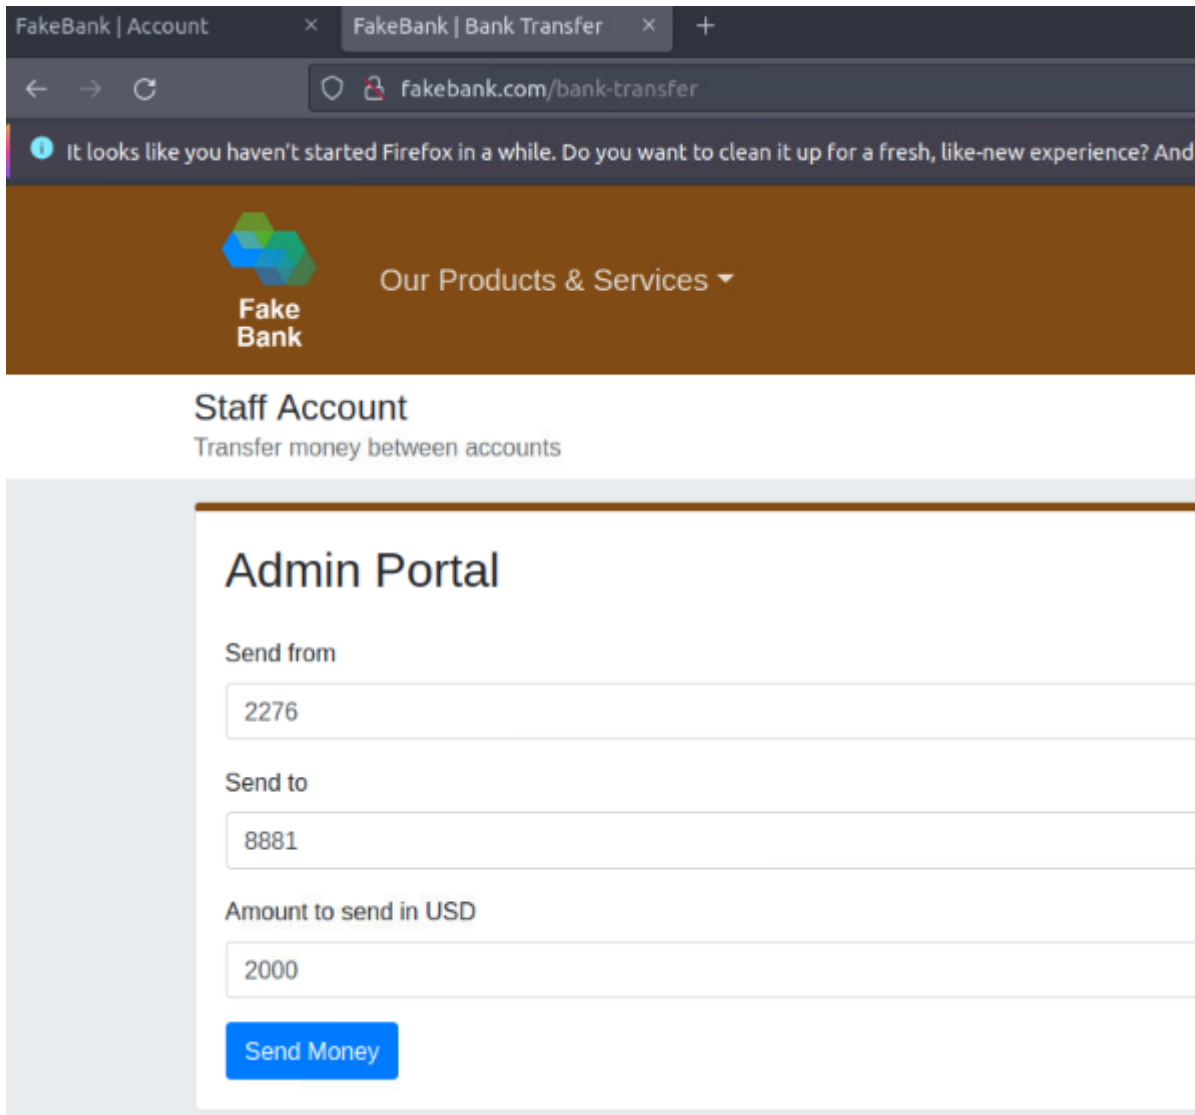 FakeBank | Account × FakeBank | Bank Transfer × +
fakebank.com/bank-transfer
It looks like you haven't started Firefox in a while. Do you want to clean it up for a fresh, like-new experience? And
Fake
Bank
Our Products & Services
Staff Account
Transfer money between accounts
Admin Portal
Send from
2276
Send to
8881
Amount to send in USD
2000
Send Money